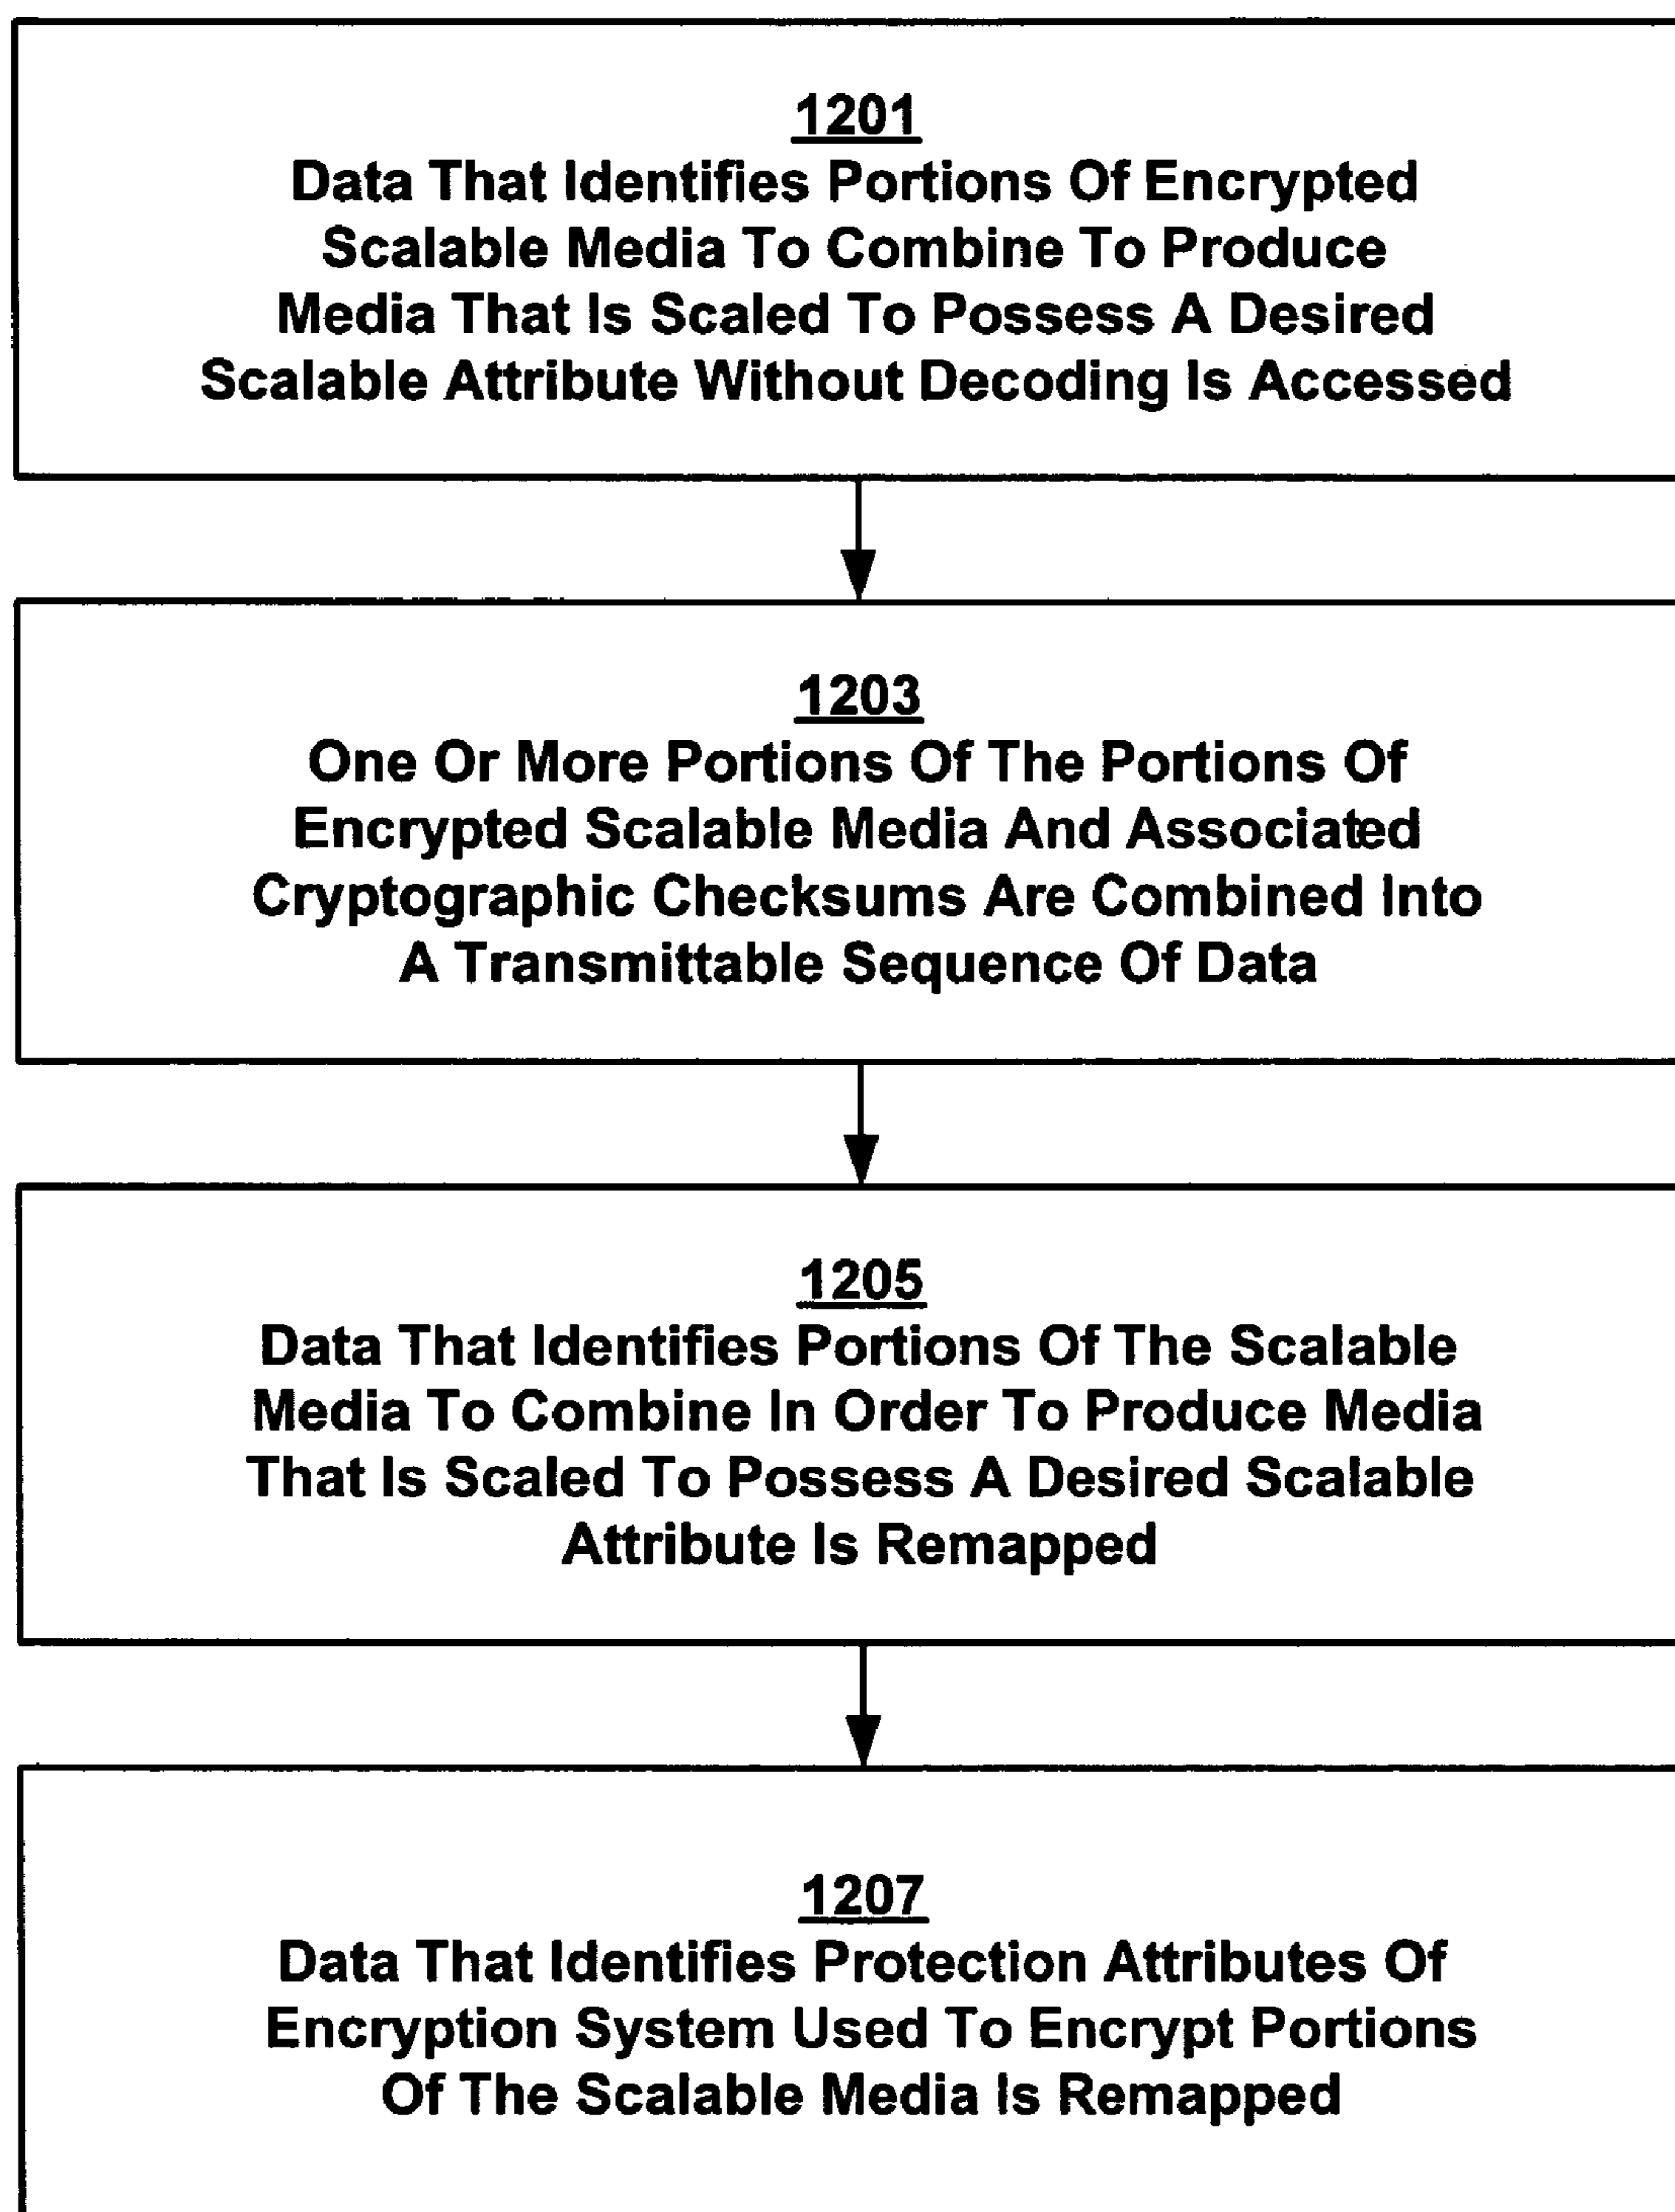 1201
Data That Identifies Portions Of Encrypted
Scalable Media To Combine To Produce
Media That Is Scaled To Possess A Desired
Scalable Attribute Without Decoding Is Accessed
1203
One Or More Portions Of The Portions Of
Encrypted Scalable Media And Associated
Cryptographic Checksums Are Combined Into
A Transmittable Sequence Of Data
1205
Data That Identifies Portions Of The Scalable
Media To Combine In Order To Produce Media
That Is Scaled To Possess A Desired Scalable
Attribute Is Remapped
1207
Data That Identifies Protection Attributes Of
Encryption System Used To Encrypt Portions
Of The Scalable Media Is Remapped